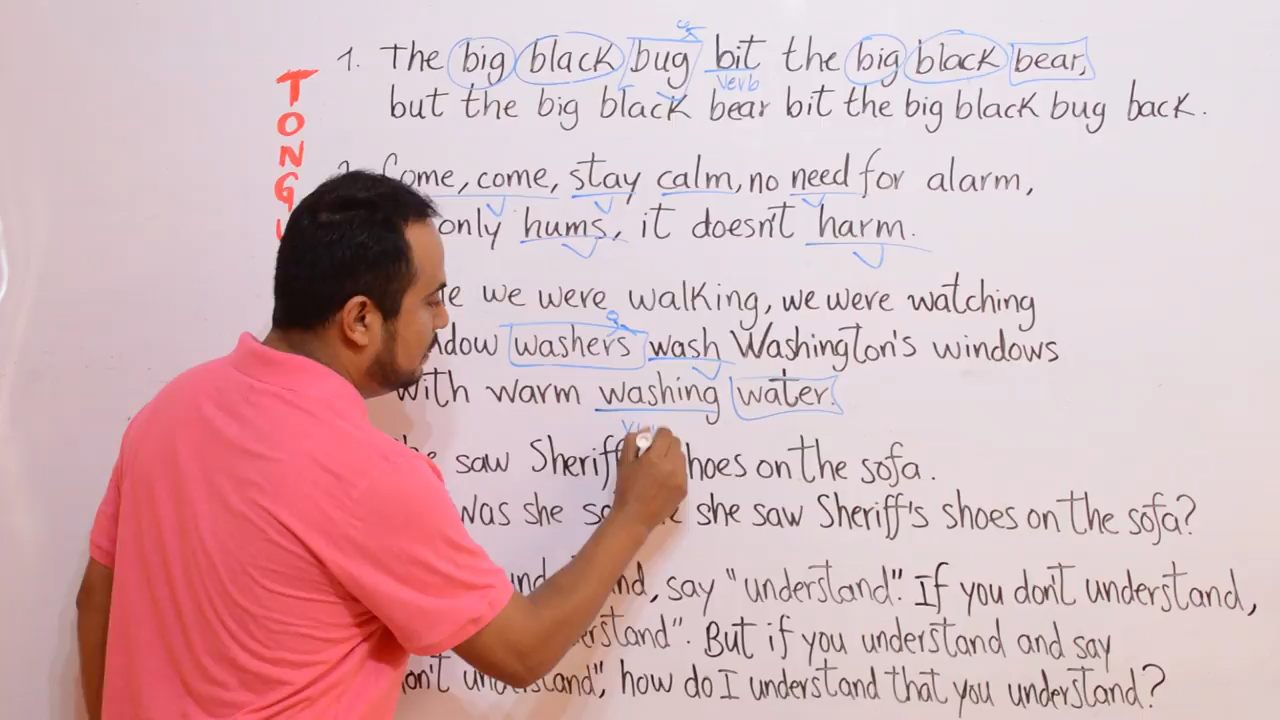 TONGU
1. The big black bug bit the big black bear,
verb
but the big black bear bit the big black bug back.
come, stay calm, no need for alarm,
only hums, it doesn't harm.
we were walking, we were watching
washers wash Washington's windows
with warm washing water.
saw on the sofa.
Was she she saw Sheriff's shoes on the sofa?
say "understand". If you don't understand,
But if you understand and say
how do I understand that you understand?